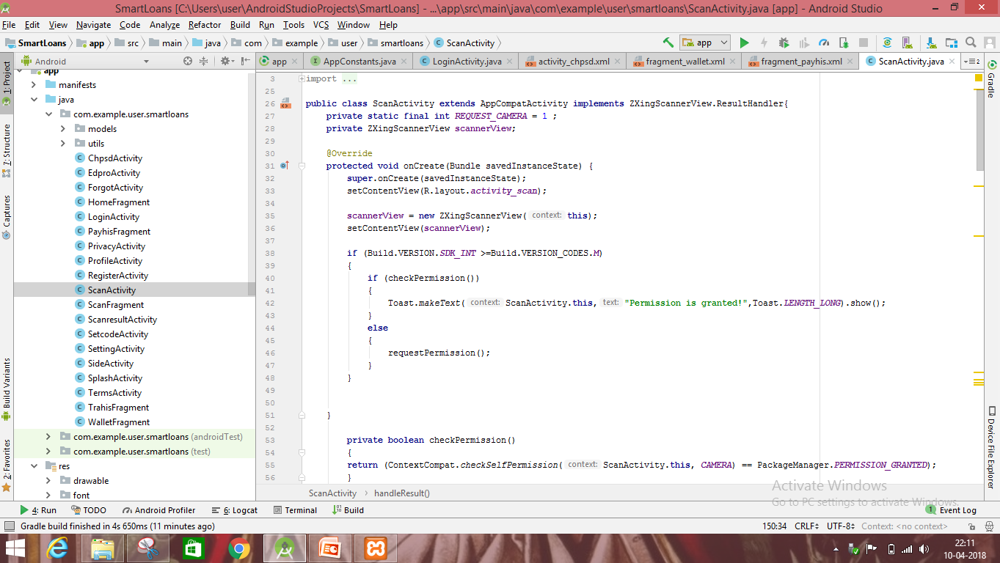 SmartLoans [C:\Users\user\AndroidStudioProjects\SmartLoans] - ...\app\src\main\java\com\example\user\smartloans\ScanActivity.java [app] - Android Studio
File Edit View Navigate Code Analyze Refactor Build Run Tools VCS Window Help
SmartLoans app src main java com example user smartloans ScanActivity app
Android
app AppConstants.java LoginActivity.java activity_chpsd.xml fragment_wallet.xml fragment_payhis.xml ScanActivity.java 2
1: Project
7: Structure
Captures
Build Variants
2: Favorites
app
manifests
java
com.example.user.smartloans
models
utils
ChpsdActivity
EdproActivity
ForgotActivity
HomeFragment
LoginActivity
PayhisFragment
PrivacyActivity
ProfileActivity
RegisterActivity
ScanActivity
ScanFragment
ScanresultActivity
SetcodeActivity
SettingActivity
SideActivity
SplashActivity
TermsActivity
TrahisFragment
WalletFragment
com.example.user.smartloans (androidTest)
com.example.user.smartloans (test)
res
drawable
font
3 import ...
25
26 public class ScanActivity extends AppCompatActivity implements ZXingScannerView.ResultHandler{
27 private static final int REQUEST_CAMERA = 1 ;
28 private ZXingScannerView scannerView;
29
30 @Override
31 protected void onCreate(Bundle savedInstanceState) {
32 super.onCreate(savedInstanceState);
33 setContentView(R.layout.activity_scan);
34
35 scannerView = new ZXingScannerView( context: this);
36 setContentView(scannerView);
37
38 if (Build.VERSION.SDK_INT >=Build.VERSION_CODES.M)
39 {
40 if (checkPermission())
41 {
42 Toast.makeText( context: ScanActivity.this, text: "Permission is granted!",Toast.LENGTH_LONG).show();
43 }
44 else
45 {
46 requestPermission();
47 }
48 }
49
50
51 }
52
53 private boolean checkPermission()
54 {
55 return (ContextCompat.checkSelfPermission( context: ScanActivity.this, CAMERA) == PackageManager.PERMISSION_GRANTED);
56 }
ScanActivity handleResult()
Gradle
Device File Explorer
Activate Windows
Go to PC settings to activate Windows.
4: Run TODO Android Profiler 6: Logcat Terminal Build 1 Event Log
Gradle build finished in 4s 650ms (11 minutes ago) 150:34 CRLF UTF-8 Context: <no context>
22:11
10-04-2018